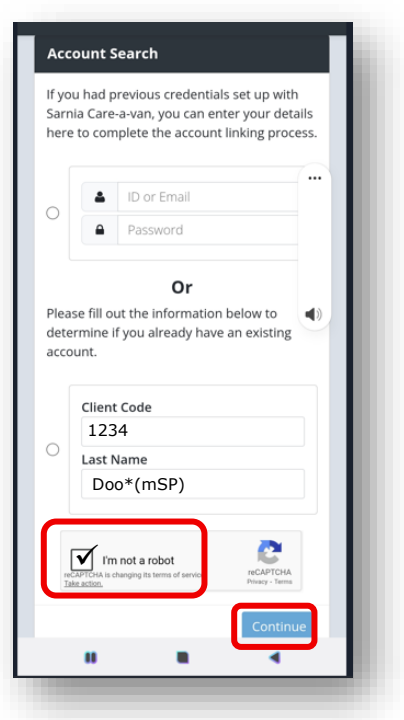 Account Search
If you had previous credentials set up with
Sarnia Care-a-van, you can enter your details
here to complete the account linking process.
ID or Email
Password
Or
Please fill out the information below to
determine if you already have an existing
account.
Client Code
1234
Last Name
Doo*(mSP)
I'm not a robot
reCAPTCHA is changing its terms of service
Take action.
reCAPTCHA
Privacy - Terms
Continue